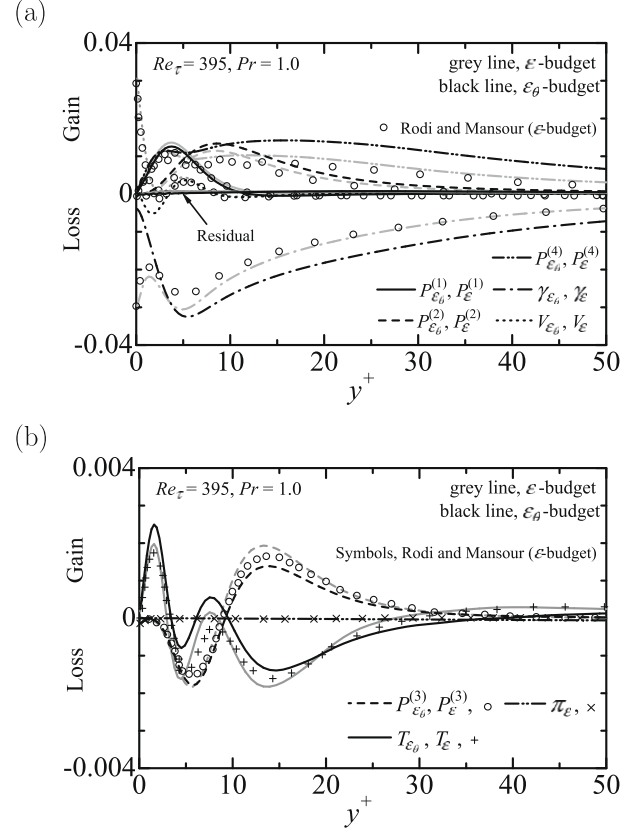 (a)
0.04
Re_τ = 395, Pr = 1.0
grey line, ε-budget
black line, ε_θ-budget
○ Rodi and Mansour (ε-budget)
Gain
0
Loss
Residual
P_{ε_θ}^{(4)}, P_ε^{(4)}
P_{ε_θ}^{(1)}, P_ε^{(1)}
γ_{ε_θ}, γ_ε
P_{ε_θ}^{(2)}, P_ε^{(2)}
V_{ε_θ}, V_ε
-0.04
0 10 20 30 40 50
y^+
(b)
0.004
Re_τ = 395, Pr = 1.0
grey line, ε-budget
black line, ε_θ-budget
Symbols, Rodi and Mansour (ε-budget)
Gain
0
Loss
P_{ε_θ}^{(3)}, P_ε^{(3)}, ○
π_ε, ×
T_{ε_θ}, T_ε, +
-0.004
0 10 20 30 40 50
y^+